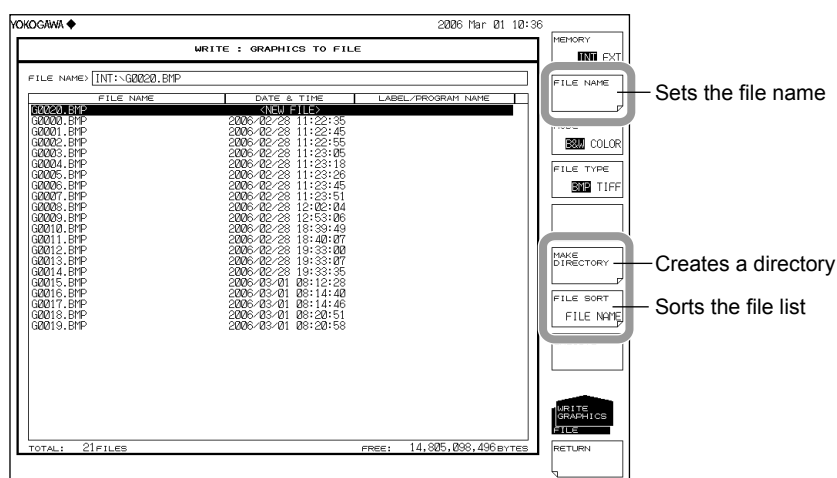 YOKOGAWA ◆ 2006 Mar 01 10:36
WRITE : GRAPHICS TO FILE
FILE NAME> INT:\G0020.BMP
FILE NAME DATE & TIME LABEL/PROGRAM NAME
G0020.BMP <NEW FILE>
G0000.BMP 2006/02/28 11:22:35
G0001.BMP 2006/02/28 11:22:45
G0002.BMP 2006/02/28 11:22:55
G0003.BMP 2006/02/28 11:23:05
G0004.BMP 2006/02/28 11:23:18
G0005.BMP 2006/02/28 11:23:26
G0006.BMP 2006/02/28 11:23:45
G0007.BMP 2006/02/28 11:23:51
G0008.BMP 2006/02/28 12:02:04
G0009.BMP 2006/02/28 12:53:06
G0010.BMP 2006/02/28 18:39:49
G0011.BMP 2006/02/28 18:40:07
G0012.BMP 2006/02/28 19:33:00
G0013.BMP 2006/02/28 19:33:07
G0014.BMP 2006/02/28 19:33:35
G0015.BMP 2006/03/01 08:12:28
G0016.BMP 2006/03/01 08:14:40
G0017.BMP 2006/03/01 08:14:46
G0018.BMP 2006/03/01 08:20:51
G0019.BMP 2006/03/01 08:20:58
TOTAL: 21FILES FREE: 14,805,098,496BYTES
MEMORY
INT EXT
FILE NAME
Sets the file name
B&W COLOR
FILE TYPE
BMP TIFF
MAKE
DIRECTORY
Creates a directory
FILE SORT
FILE NAME
Sorts the file list
WRITE
GRAPHICS
FILE
RETURN